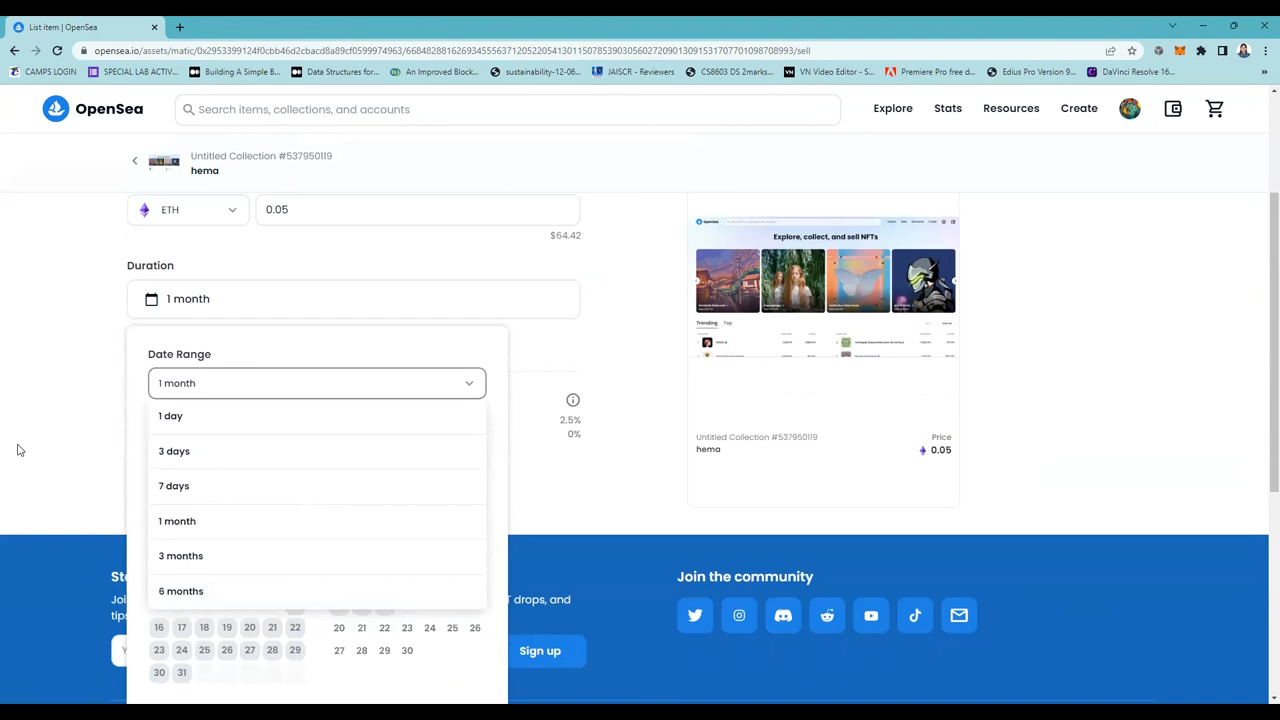 List item | OpenSea
opensea.io/assets/matic/0x2953399124f0cbb46d2cbacd8a89cf0599974963/66848288162693455563712052205413011507853903056027209013091531707701098708993/sell
CAMPS LOGIN
SPECIAL LAB ACTIV...
Building A Simple B...
Data Structures for...
An Improved Block...
sustainability-12-06...
JAISCR - Reviewers
CS8603 DS 2marks...
VN Video Editor - S...
Premiere Pro free d...
Edius Pro Version 9...
DaVinci Resolve 16...
OpenSea
Search items, collections, and accounts
Explore
Stats
Resources
Create
Untitled Collection #537950119
hema
ETH
0.05
$64.42
Duration
1 month
Date Range
1 month
1 day
3 days
7 days
1 month
3 months
6 months
2.5%
0%
OpenSea
Explore, collect, and sell NFTs
Trending
Top
Untitled Collection #537950119
Price
hema
0.05
16 17 18 19 20 21 22
23 24 25 26 27 28 29
30 31
20 21 22 23 24 25 26
27 28 29 30
T drops, and
tips
Sign up
Join the community